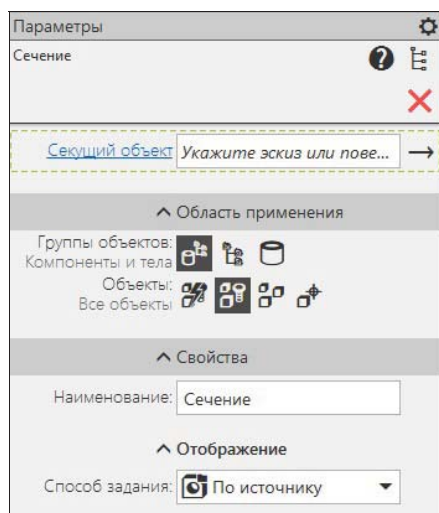 Параметры
Сечение
Секущий объект Укажите эскиз или пове...
Область применения
Группы объектов:
Компоненты и тела
Объекты:
Все объекты
Свойства
Наименование: Сечение
Отображение
Способ задания: По источнику